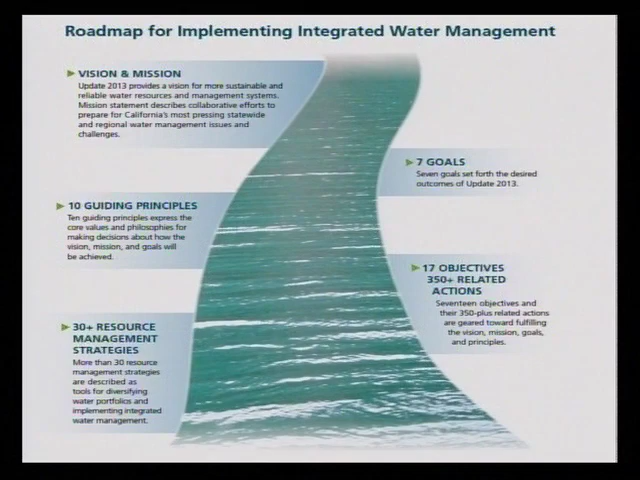 Roadmap for Implementing Integrated Water Management
VISION & MISSION
Update 2013 provides a vision for more sustainable and
reliable water resources and management systems.
Mission statement describes collaborative efforts to
prepare for California's most pressing statewide
and regional water management issues and
challenges.
7 GOALS
Seven goals set forth the desired
outcomes of Update 2013.
10 GUIDING PRINCIPLES
Ten guiding principles express the
core values and philosophies for
making decisions about how the
vision, mission, and goals will
be achieved.
17 OBJECTIVES
350+ RELATED
ACTIONS
Seventeen objectives and
their 350-plus related actions
are geared toward fulfilling
the vision, mission, goals,
and principles.
30+ RESOURCE
MANAGEMENT
STRATEGIES
More than 30 resource
management strategies
are described as
tools for diversifying
water portfolios and
implementing integrated
water management.